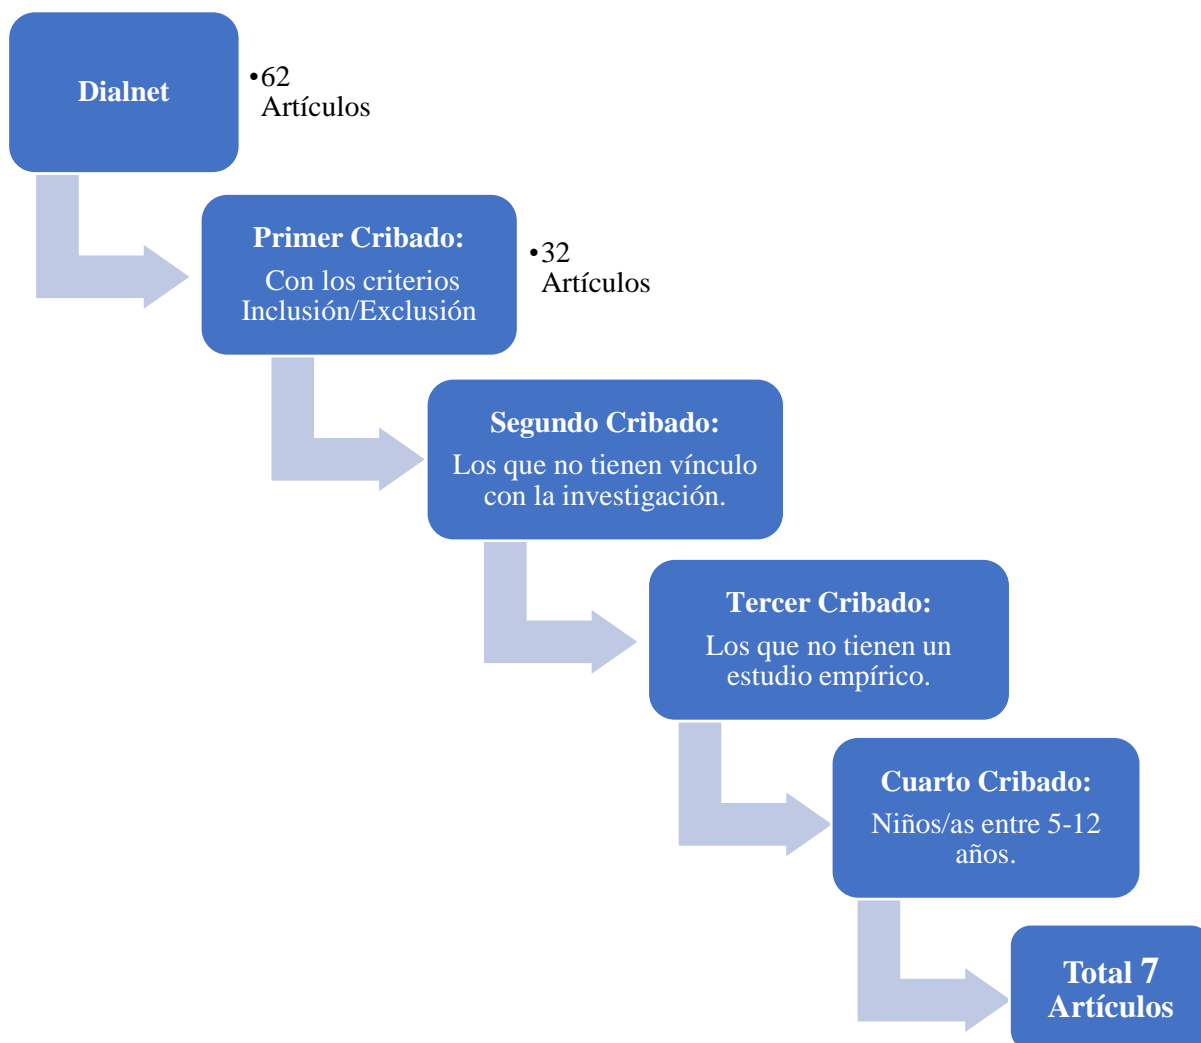 Dialnet
•62
Artículos
Primer Cribado:
Con los criterios
Inclusión/Exclusión
•32
Artículos
Segundo Cribado:
Los que no tienen vínculo
con la investigación.
Tercer Cribado:
Los que no tienen un
estudio empírico.
Cuarto Cribado:
Niños/as entre 5-12
años.
Total 7
Artículos